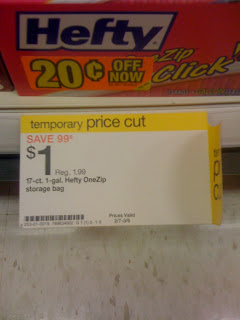 Hefty
20¢ OFF NOW
Zip
Click
temporary price cut
SAVE 99¢
$1
Reg. 1.99
17-ct. 1-gal. Hefty OneZip
storage bag
Prices Valid